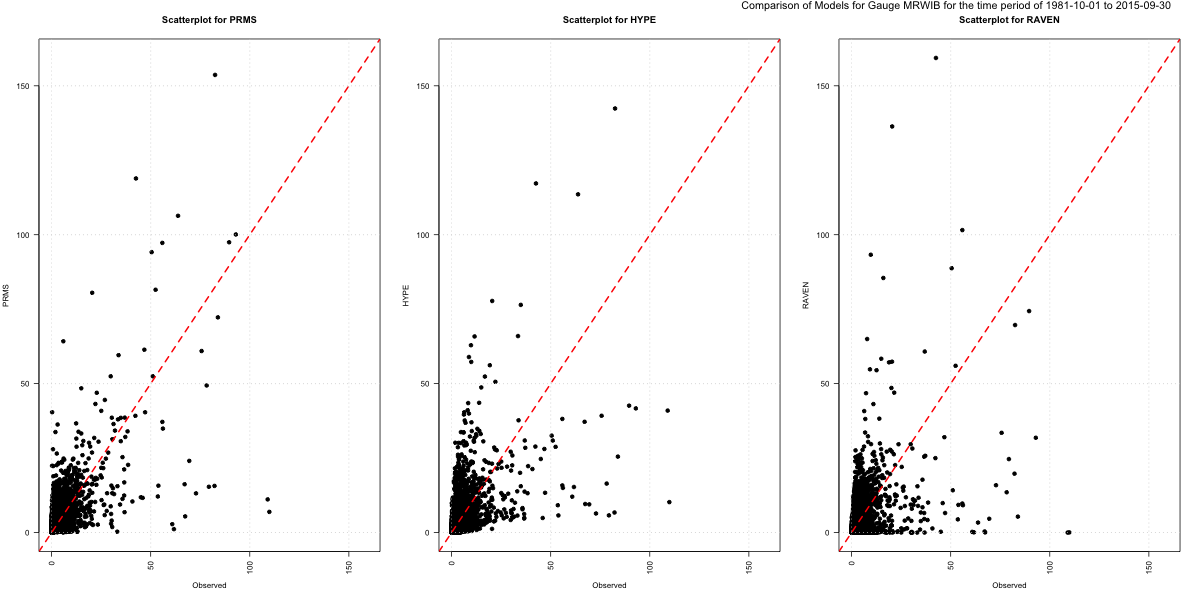 Comparison of Models for Gauge MRWIB for the time period of 1981-10-01 to 2015-09-30
Scatterplot for PRMS
Scatterplot for HYPE
Scatterplot for RAVEN
PRMS
150
100
50
0
0
50
100
150
Observed
HYPE
150
100
50
0
0
50
100
150
Observed
RAVEN
150
100
50
0
0
50
100
150
Observed